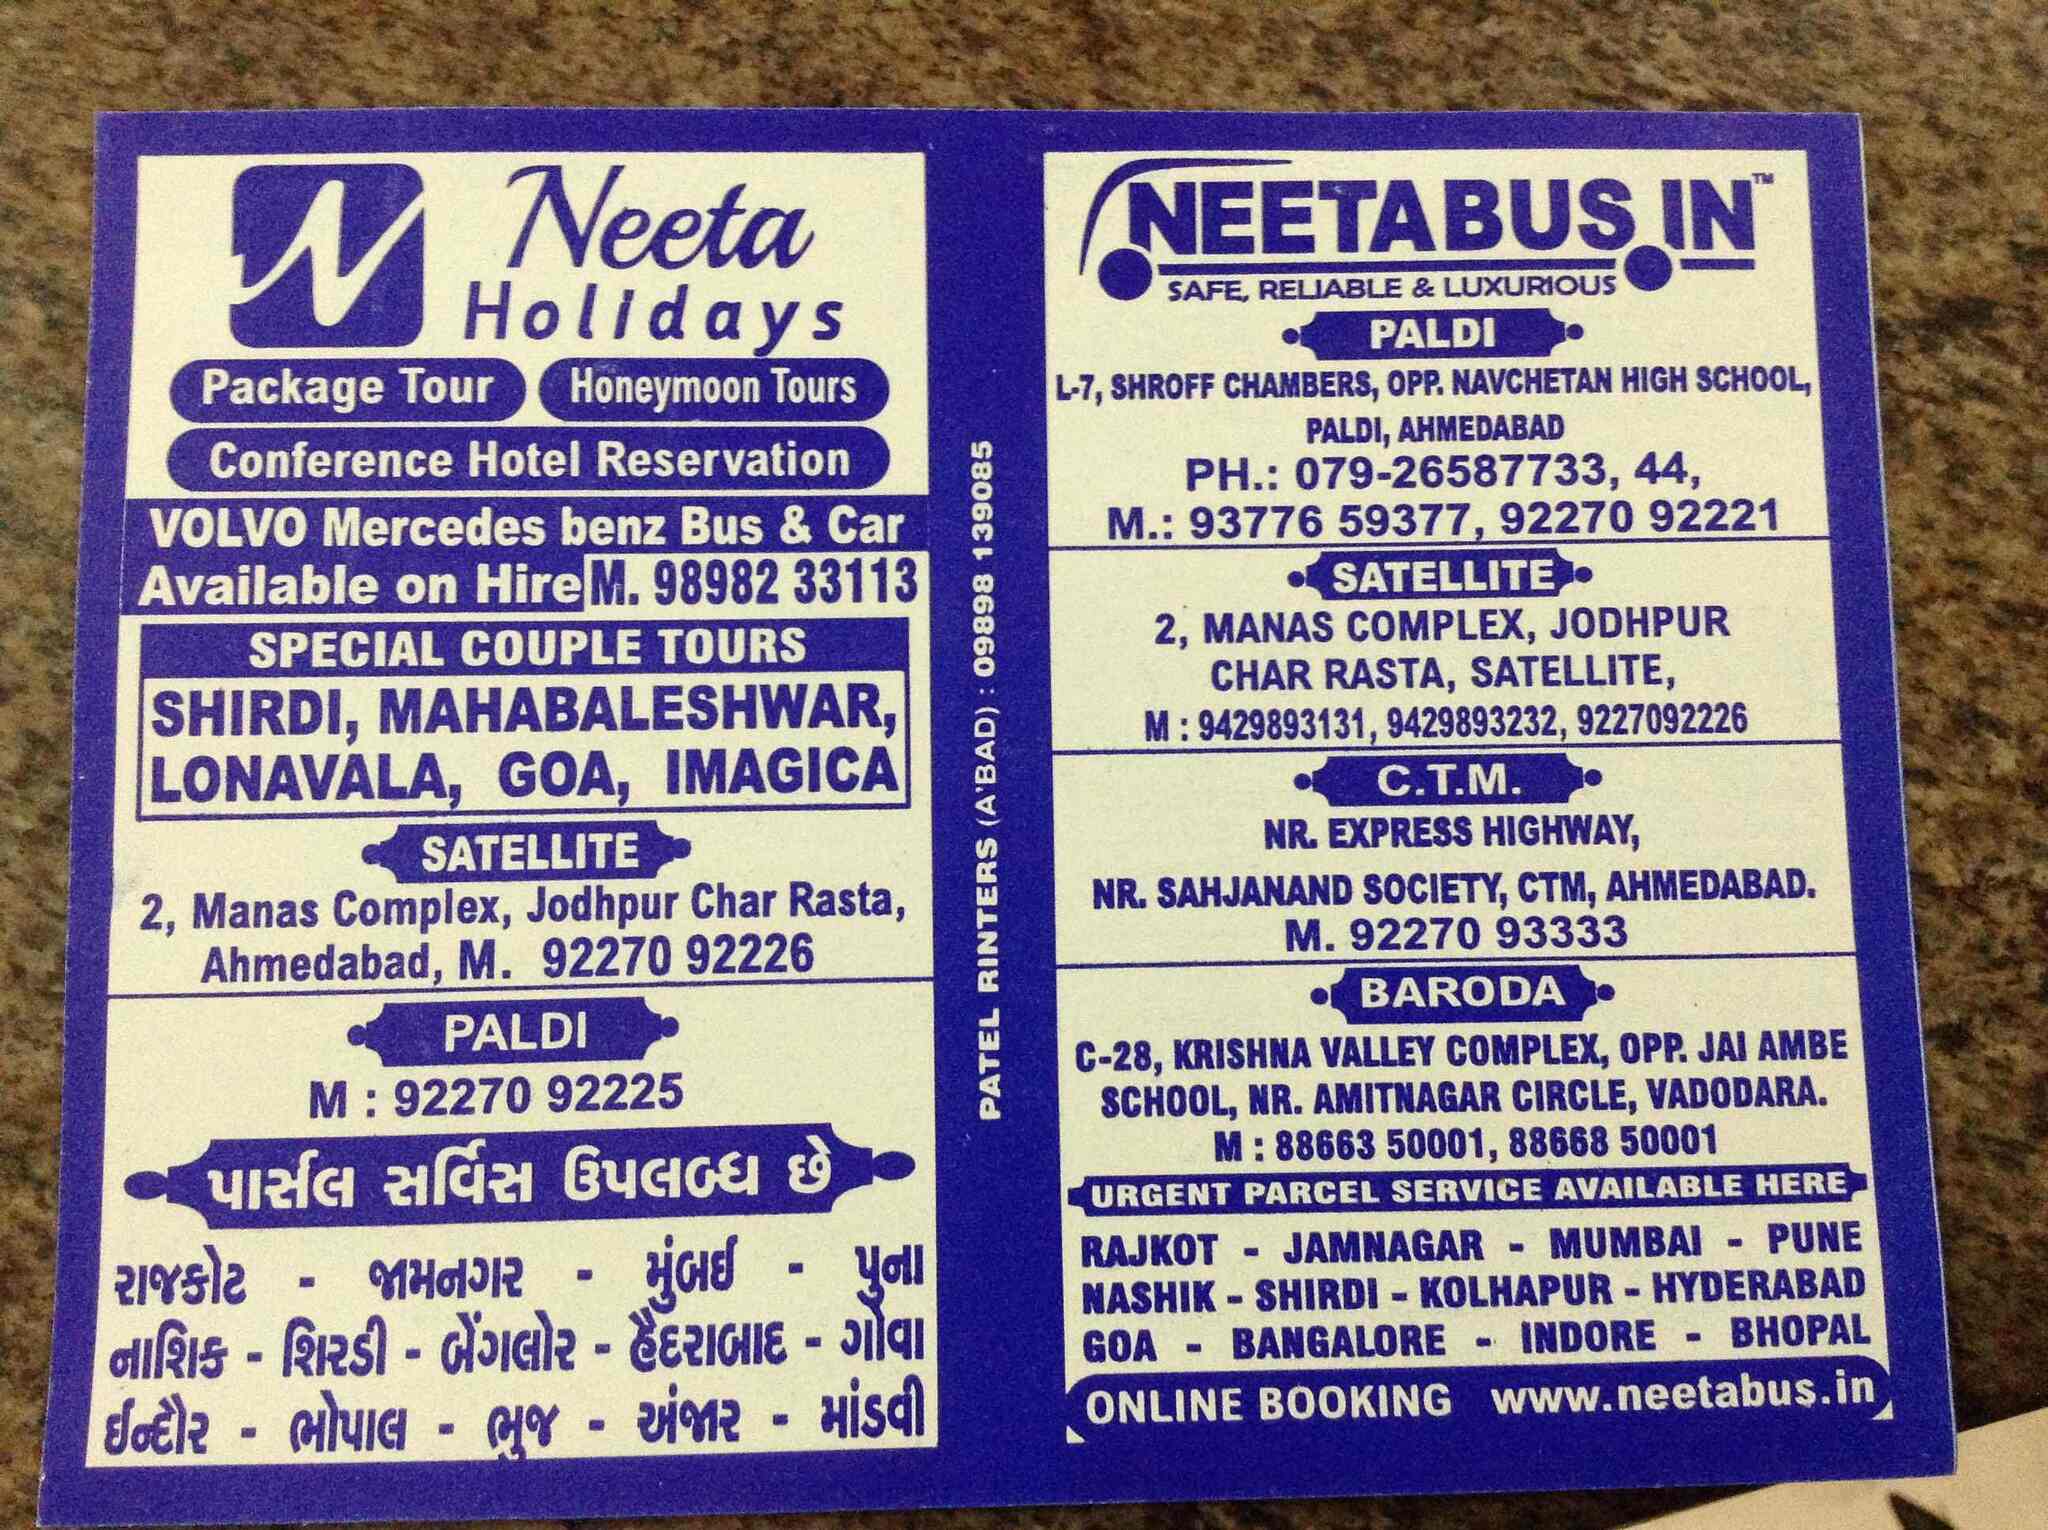 Neeta
Holidays
Package Tour Honeymoon Tours
Conference Hotel Reservation
VOLVO Mercedes benz Bus & Car
Available on Hire M. 98982 33113
SPECIAL COUPLE TOURS
SHIRDI, MAHABALESHWAR,
LONAVALA, GOA, IMAGICA
SATELLITE
2, Manas Complex, Jodhpur Char Rasta,
Ahmedabad, M. 92270 92226
PALDI
M : 92270 92225
પાર્સલ સર્વિસ ઉપલબ્ધ છે
રાજકોટ - જામનગર - મુંબઈ - પુના
નાશિક - શિરડી - બેંગલોર - હૈદરાબાદ - ગોવા
ઈન્દૌર - ભોપાલ - ભુજ - અંજાર - માંડવી
PATEL RINTERS (A'BAD) : 09898 139085
NEETABUS.IN™
SAFE, RELIABLE & LUXURIOUS
PALDI
L-7, SHROFF CHAMBERS, OPP. NAVCHETAN HIGH SCHOOL,
PALDI, AHMEDABAD
PH.: 079-26587733, 44,
M.: 93776 59377, 92270 92221
SATELLITE
2, MANAS COMPLEX, JODHPUR
CHAR RASTA, SATELLITE,
M : 9429893131, 9429893232, 9227092226
C.T.M.
NR. EXPRESS HIGHWAY,
NR. SAHJANAND SOCIETY, CTM, AHMEDABAD.
M. 92270 93333
BARODA
C-28, KRISHNA VALLEY COMPLEX, OPP. JAI AMBE
SCHOOL, NR. AMITNAGAR CIRCLE, VADODARA.
M : 88663 50001, 88668 50001
URGENT PARCEL SERVICE AVAILABLE HERE
RAJKOT - JAMNAGAR - MUMBAI - PUNE
NASHIK - SHIRDI - KOLHAPUR - HYDERABAD
GOA - BANGALORE - INDORE - BHOPAL
ONLINE BOOKING www.neetabus.in